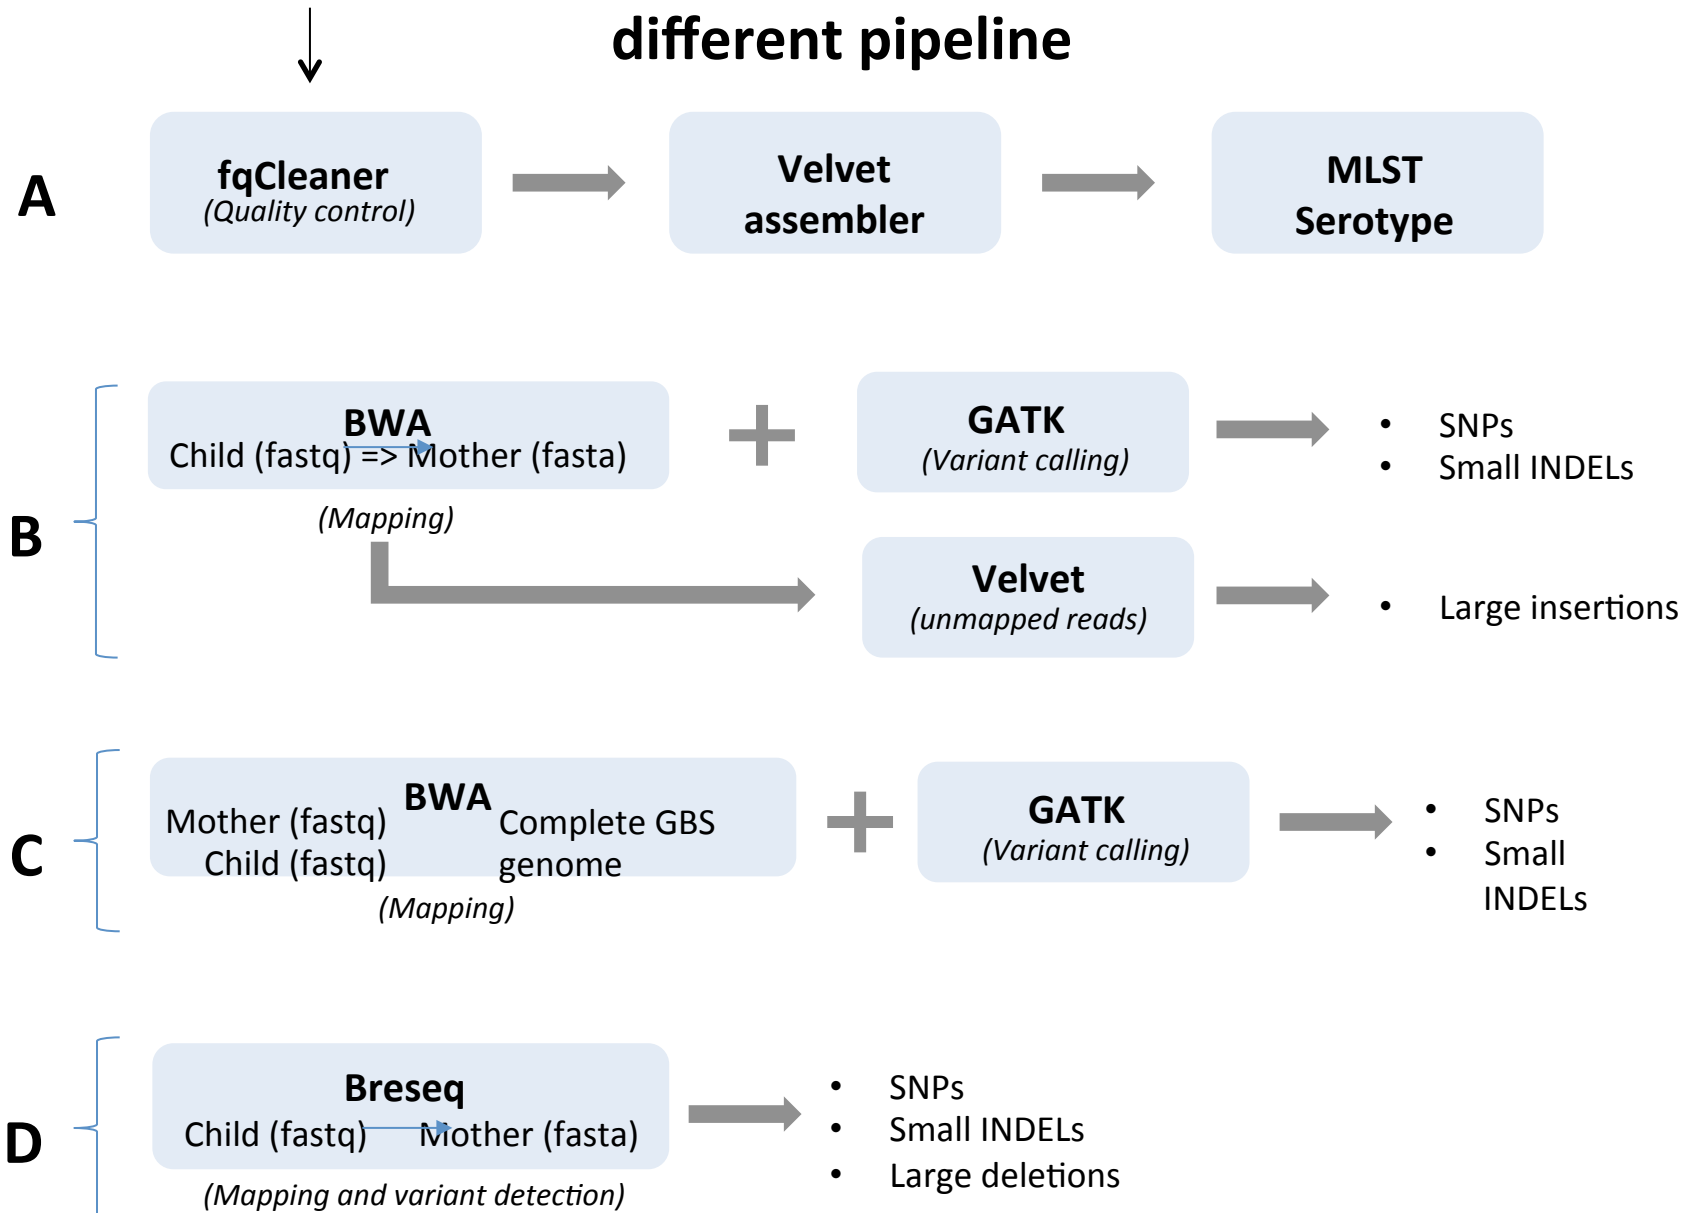 different pipeline
A
fqCleaner
(Quality control)
Velvet
assembler
MLST
Serotype
B
BWA
Child (fastq) => Mother (fasta)
(Mapping)
GATK
(Variant calling)
• SNPs
• Small INDELs
Velvet
(unmapped reads)
• Large insertions
C
BWA
Mother (fastq)
Child (fastq)
Complete GBS
genome
(Mapping)
GATK
(Variant calling)
• SNPs
• Small
INDELs
D
Breseq
Child (fastq) Mother (fasta)
(Mapping and variant detection)
• SNPs
• Small INDELs
• Large deletions